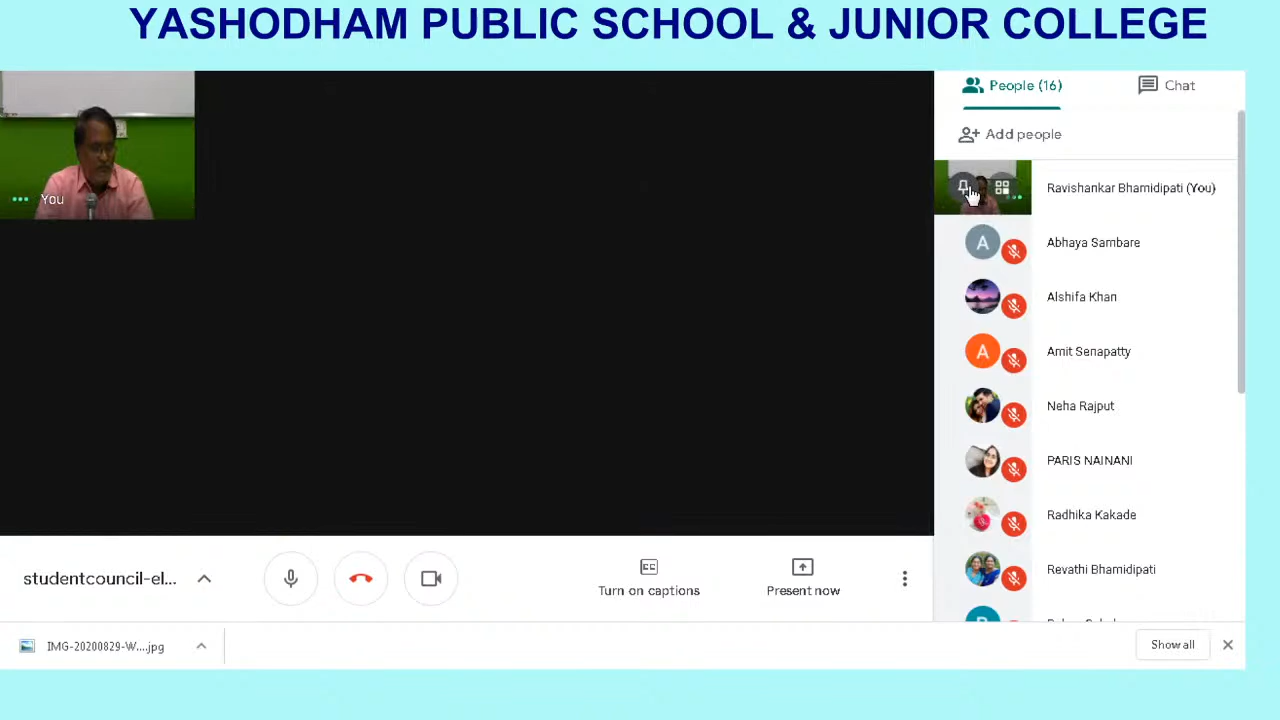 YASHODHAM PUBLIC SCHOOL & JUNIOR COLLEGE
People (16)
Chat
Add people
You
Ravishankar Bhamidipati (You)
A
Abhaya Sambare
Alshifa Khan
A
Amit Senapatty
Neha Rajput
PARIS NAINANI
Radhika Kakade
Revathi Bhamidipati
studentcouncil-el...
CC
Turn on captions
Present now
IMG-20200829-W....jpg
Show all